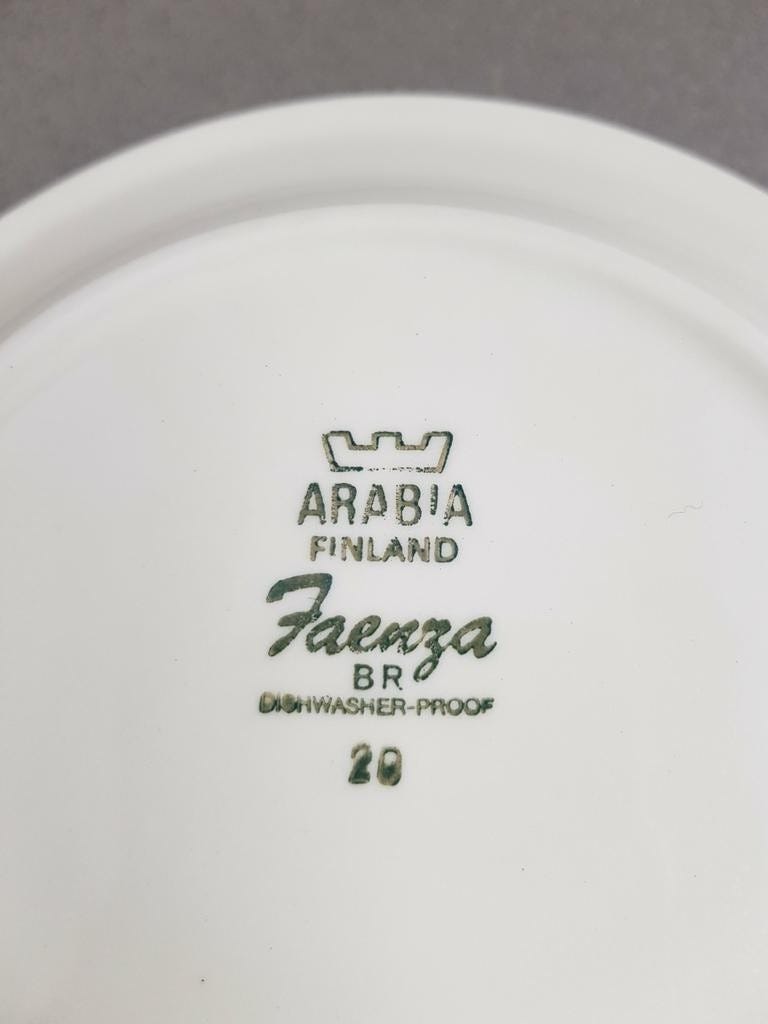 ARABIA
FINLAND
Faenza
BR
DISHWASHER-PROOF
20